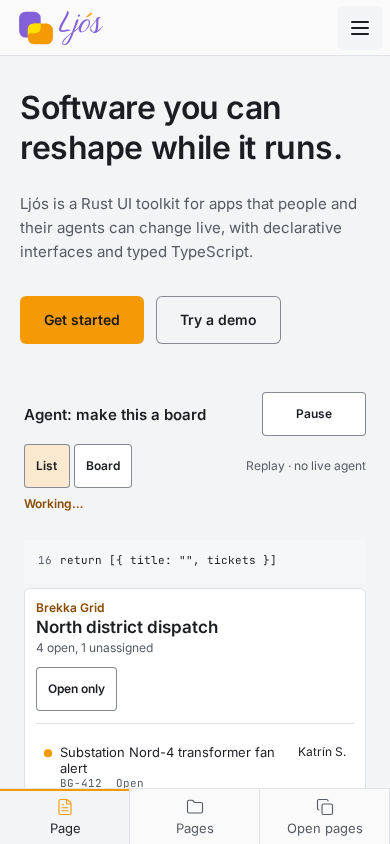 Ljós
Software you can
reshape while it runs.
Ljós is a Rust UI toolkit for apps that people and
their agents can change live, with declarative
interfaces and typed TypeScript.
Get started
Try a demo
Agent: make this a board
Pause
List
Board
Replay · no live agent
Working…
16 return [{ title: "", tickets }]
Brekka Grid
North district dispatch
4 open, 1 unassigned
Open only
Substation Nord-4 transformer fan
alert
Katrín S.
BG-412 Open
Page
Pages
Open pages